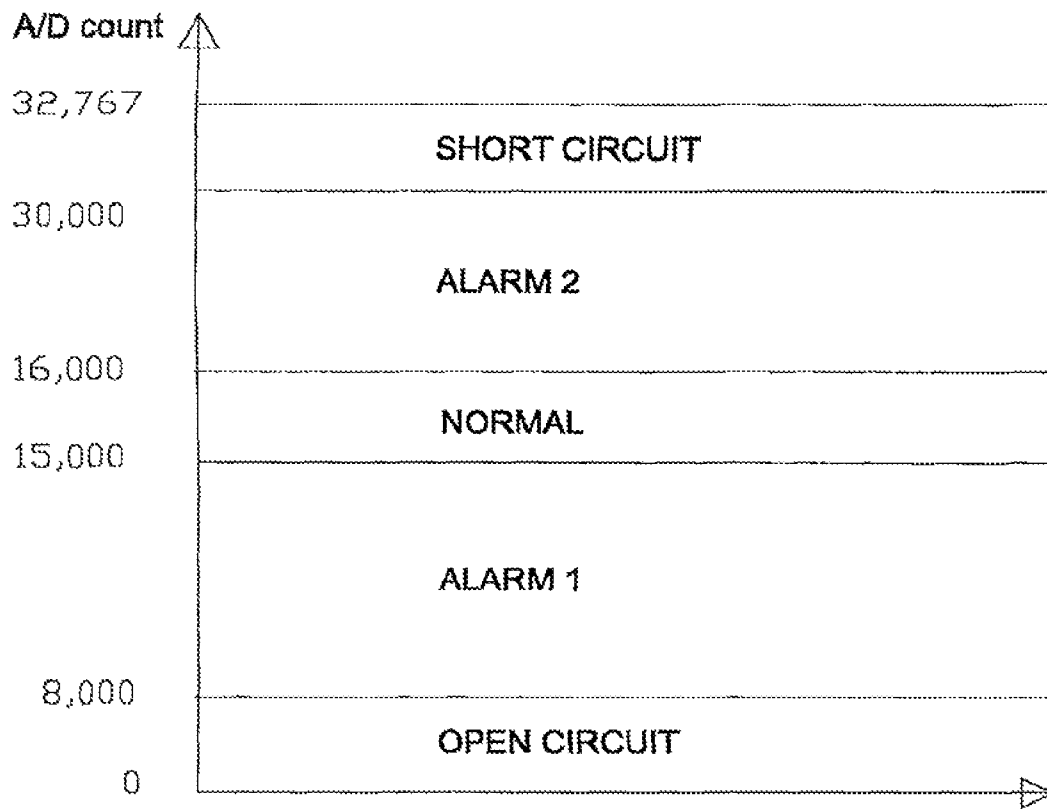 A/D count
32,767
SHORT CIRCUIT
30,000
ALARM 2
16,000
NORMAL
15,000
ALARM 1
8,000
OPEN CIRCUIT
0